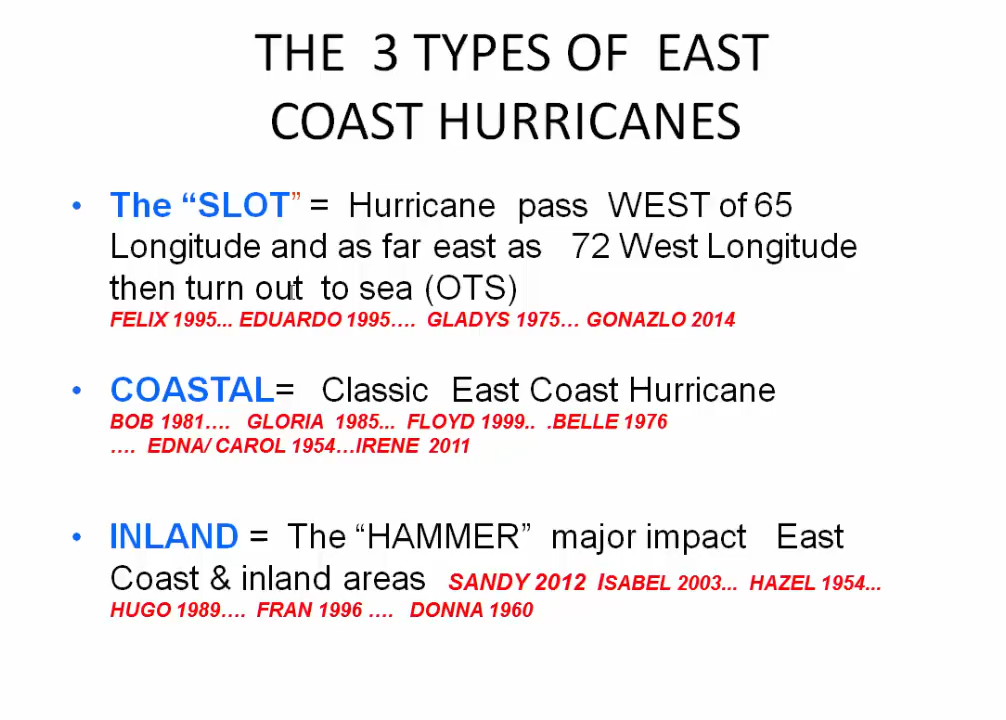 THE 3 TYPES OF EAST
COAST HURRICANES
• The “SLOT” = Hurricane pass WEST of 65
Longitude and as far east as 72 West Longitude
then turn out to sea (OTS)
FELIX 1995... EDUARDO 1995…. GLADYS 1975… GONAZLO 2014
• COASTAL= Classic East Coast Hurricane
BOB 1981…. GLORIA 1985... FLOYD 1999.. .BELLE 1976
…. EDNA/ CAROL 1954…IRENE 2011
• INLAND = The “HAMMER” major impact East
Coast & inland areas SANDY 2012 ISABEL 2003... HAZEL 1954...
HUGO 1989…. FRAN 1996 …. DONNA 1960